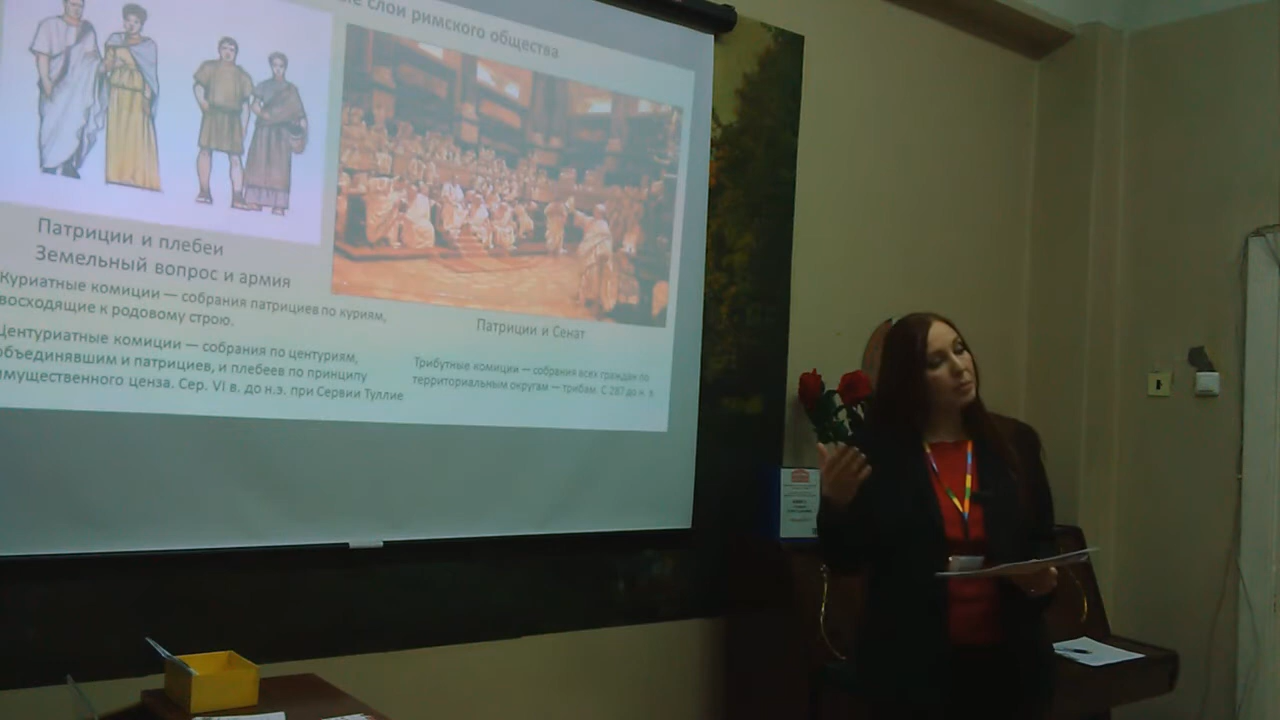 слои римского общества
Патриции и плебеи
Земельный вопрос и армия
Куриатные комиции — собрания патрициев по куриям,
восходящие к родовому строю.
Центуриатные комиции — собрания по центуриям,
объединявшим и патрициев, и плебеев по принципу
имущественного ценза. Сер. VI в. до н.э. при Сервии Туллие
Патриции и Сенат
Трибутные комиции — собрания всех граждан по
территориальным округам — трибам. С 287 до н. э